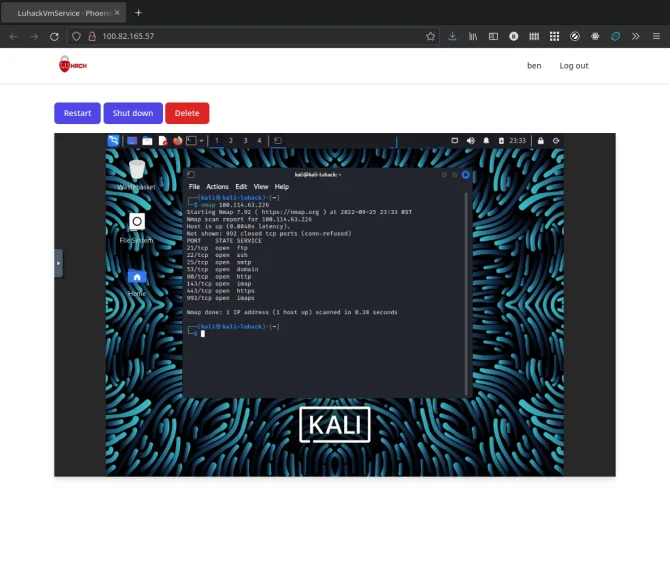 LuhackVmService · Phoeni
100.82.165.57
LU HACK
ben
Log out
Restart
Shut down
Delete
1 2 3 4
23:33
Wastebasket
File System
Home
kali@kali-luhack: ~
File Actions Edit View Help
┌──(kali㉿kali-luhack)-[~]
└─$ nmap 100.114.63.226
Starting Nmap 7.92 ( https://nmap.org ) at 2022-09-25 23:33 BST
Nmap scan report for 100.114.63.226
Host is up (0.0048s latency).
Not shown: 992 closed tcp ports (conn-refused)
PORT STATE SERVICE
21/tcp open ftp
22/tcp open ssh
25/tcp open smtp
53/tcp open domain
80/tcp open http
143/tcp open imap
443/tcp open https
993/tcp open imaps
Nmap done: 1 IP address (1 host up) scanned in 0.38 seconds
┌──(kali㉿kali-luhack)-[~]
└─$
KALI